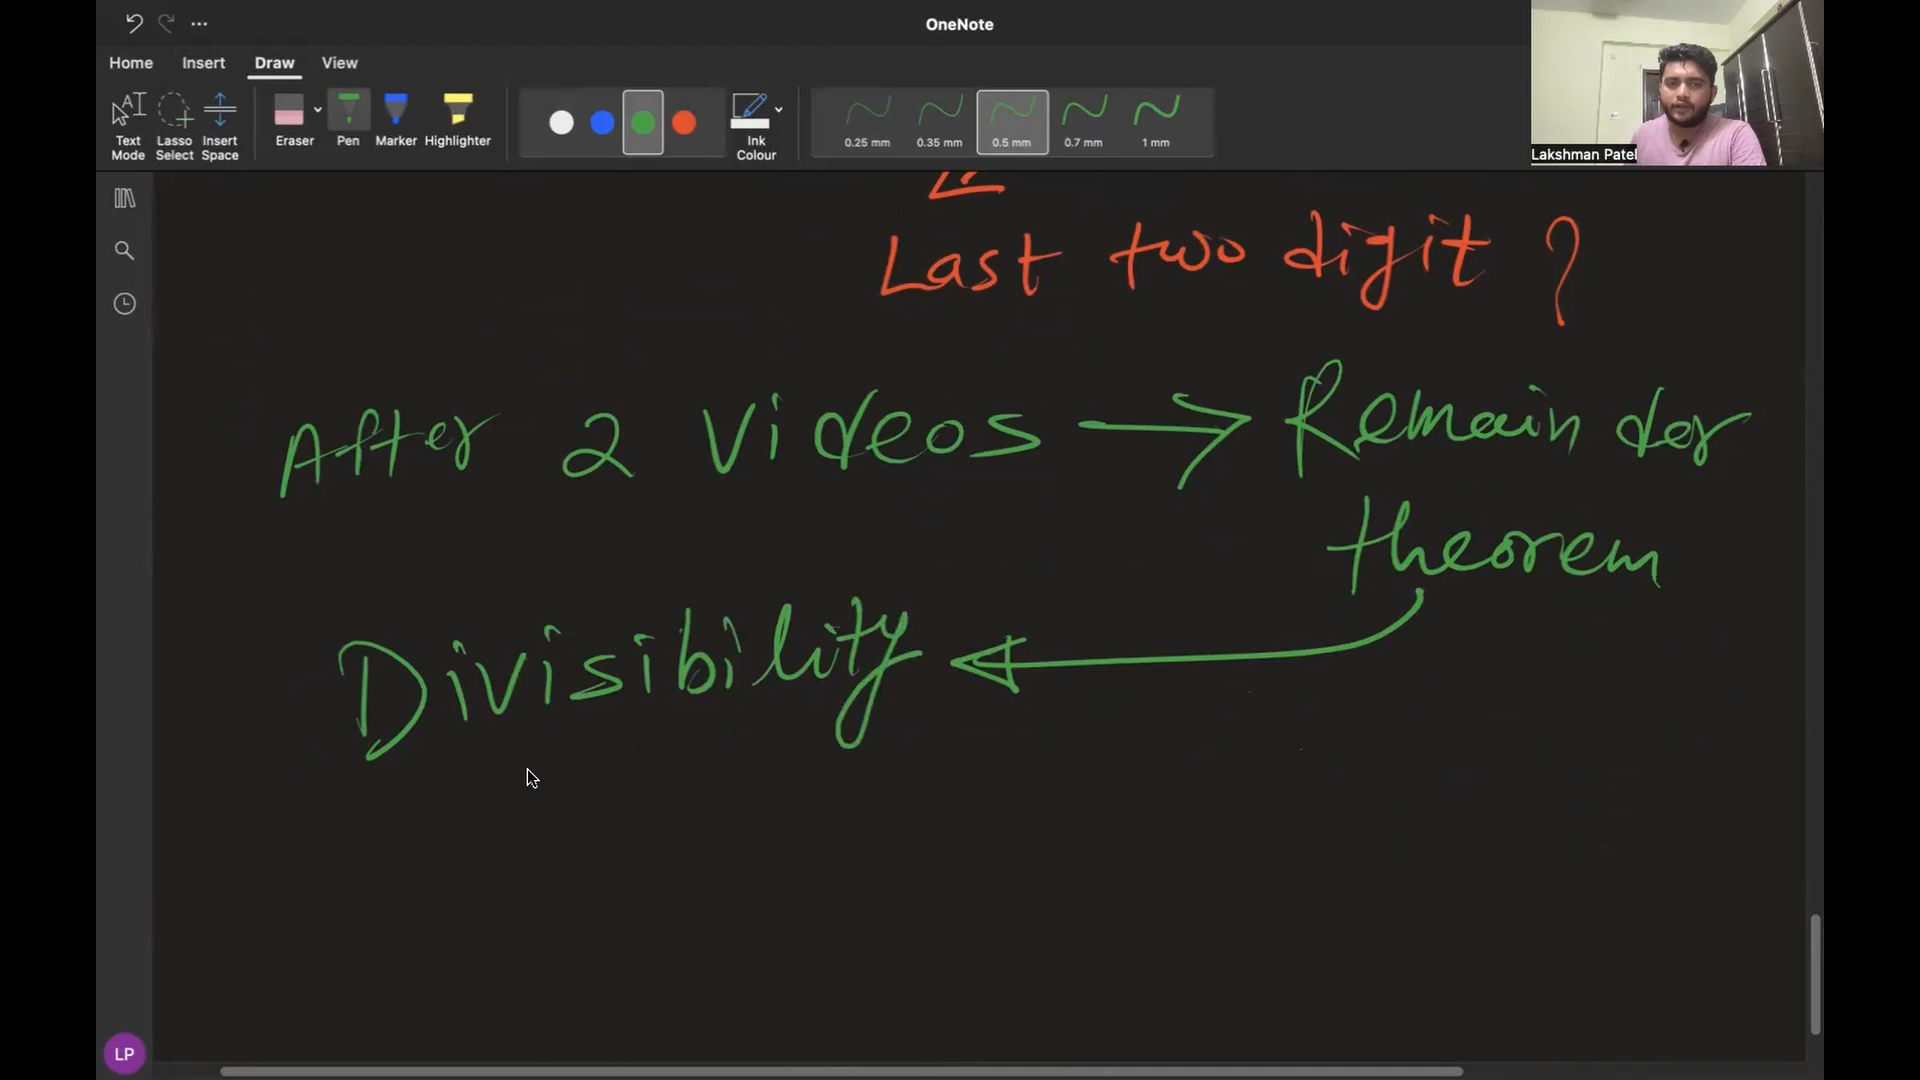 OneNote
Home Insert Draw View
Text Mode Lasso Select Insert Space Eraser Pen Marker Highlighter Ink Colour 0.25 mm 0.35 mm 0.5 mm 0.7 mm 1 mm
Lakshman Patel
Last two digit ?
After 2 Videos → Remainder
theorem
Divisibility
LP